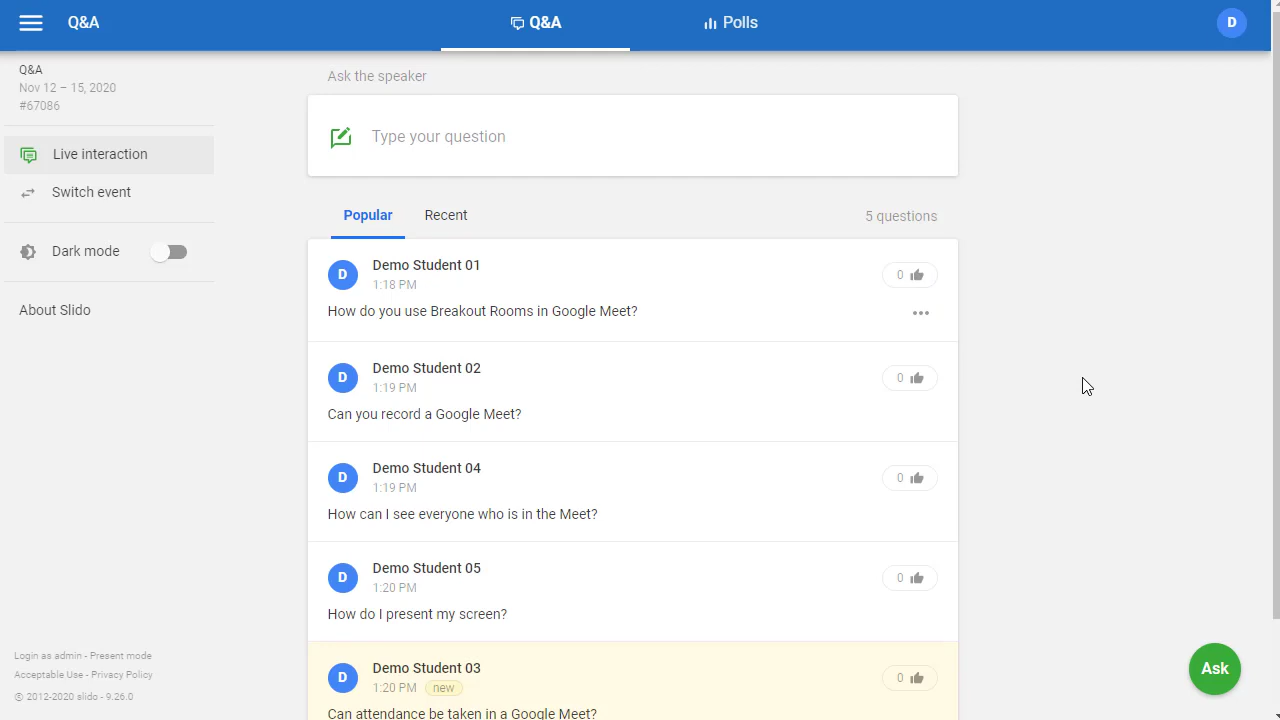 Q&A
Q&A
Polls
D
Q&A
Nov 12 – 15, 2020
#67086
Live interaction
Switch event
Dark mode
About Slido
Login as admin - Present mode
Acceptable Use - Privacy Policy
© 2012-2020 slido - 9.26.0
Ask the speaker
Type your question
Popular
Recent
5 questions
D
Demo Student 01
1:18 PM
0
How do you use Breakout Rooms in Google Meet?
D
Demo Student 02
1:19 PM
0
Can you record a Google Meet?
D
Demo Student 04
1:19 PM
0
How can I see everyone who is in the Meet?
D
Demo Student 05
1:20 PM
0
How do I present my screen?
D
Demo Student 03
1:20 PM new
0
Can attendance be taken in a Google Meet?
Ask